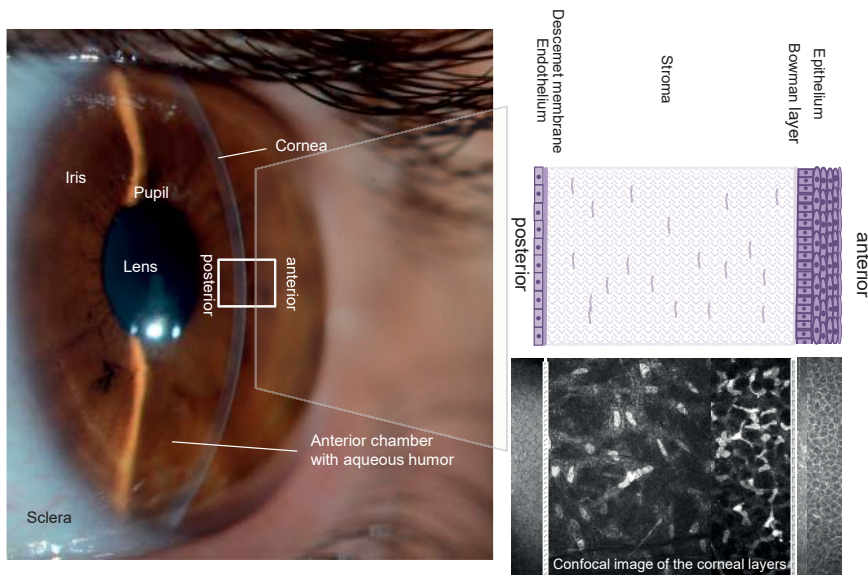 Iris
Pupil
Cornea
Lens
posterior
anterior
Anterior chamber
with aqueous humor
Sclera
Endothelium
Descemet membrane
Stroma
Bowman layer
Epithelium
posterior
anterior
Confocal image of the corneal layers